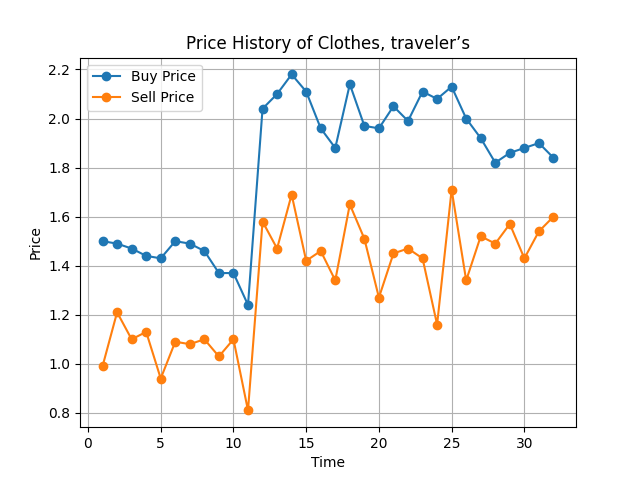 Price History of Clothes, traveler’s
Buy Price
Sell Price
Price
2.2
2.0
1.8
1.6
1.4
1.2
1.0
0.8
0 5 10 15 20 25 30
Time